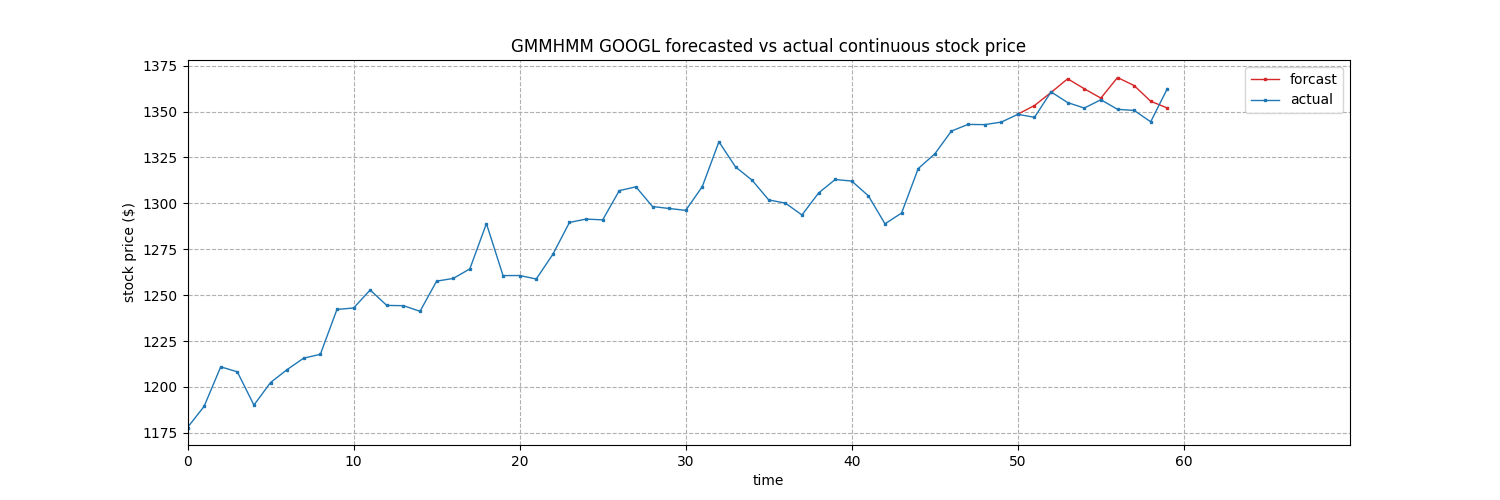 GMMHMM GOOGL forecasted vs actual continuous stock price
1375
1350
1325
1300
1275
1250
1225
1200
1175
stock price ($)
forcast
actual
0 10 20 30 40 50 60
time